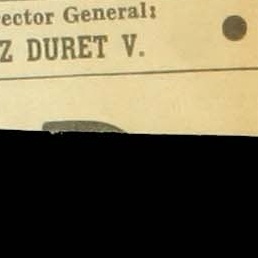 ector General:
Z DURET V.